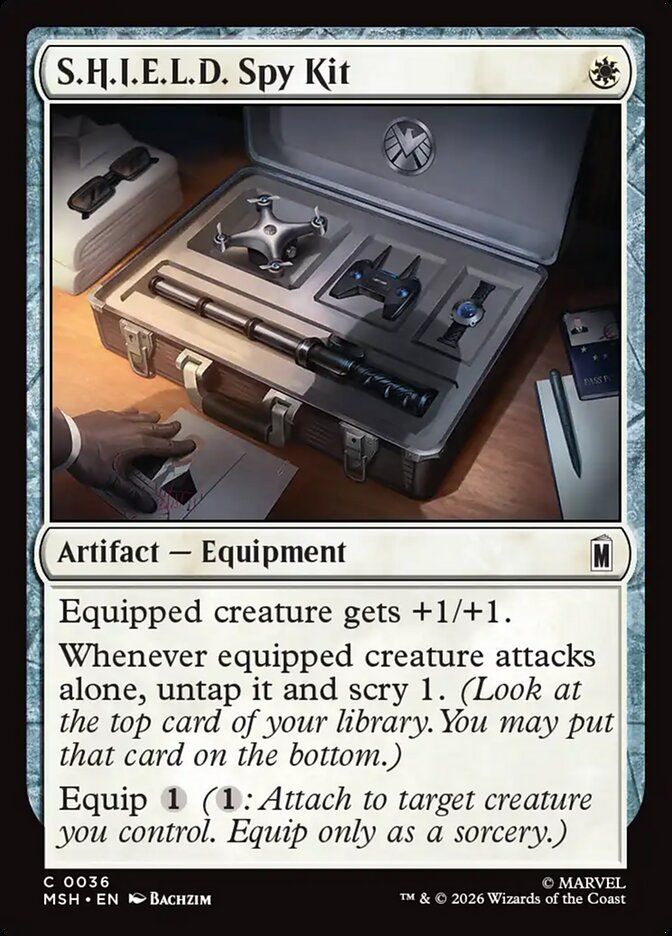 S.H.I.E.L.D. Spy Kit
PASSPO
Artifact — Equipment
M
Equipped creature gets +1/+1.
Whenever equipped creature attacks
alone, untap it and scry 1. (Look at
the top card of your library. You may put
that card on the bottom.)
Equip 1 (1: Attach to target creature
you control. Equip only as a sorcery.)
C 0036
MSH • EN BACHZIM
© MARVEL
™ & © 2026 Wizards of the Coast